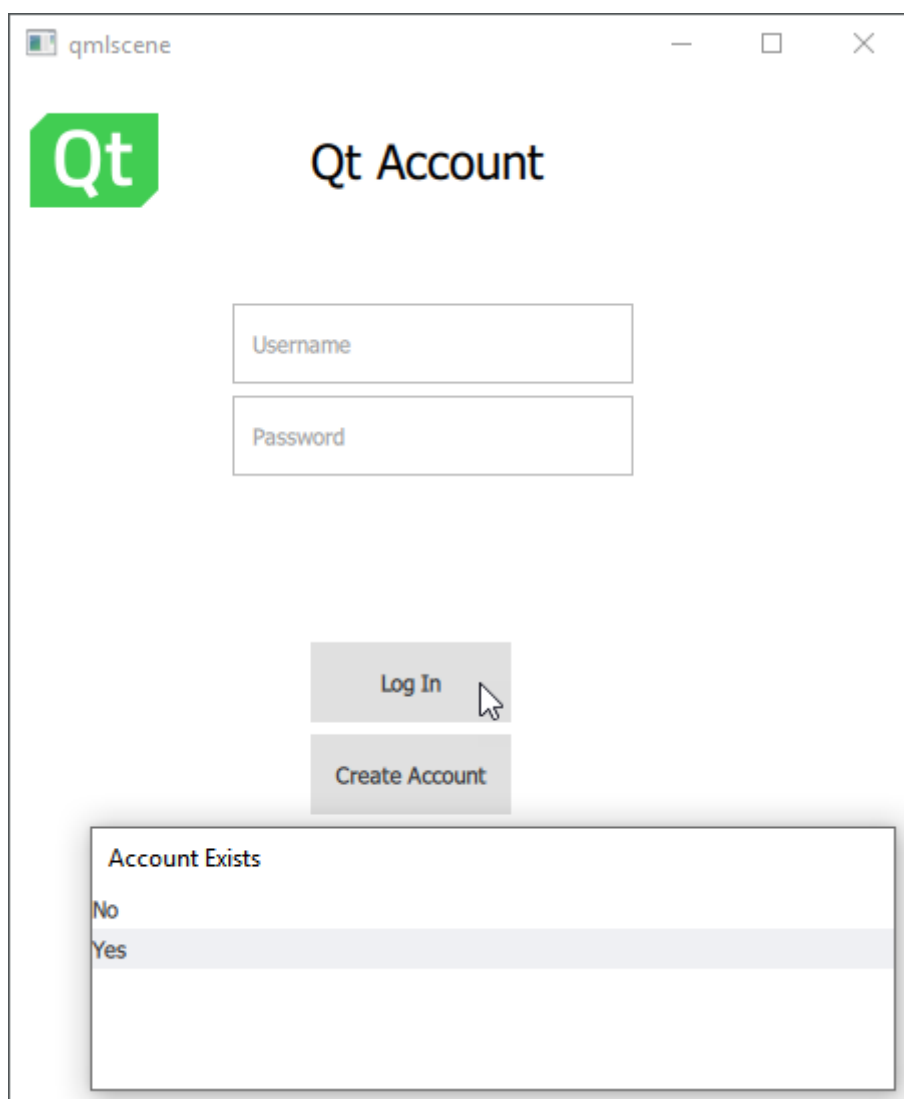 qmlscene
Qt
Qt Account
Username
Password
Log In
Create Account
Account Exists
No
Yes